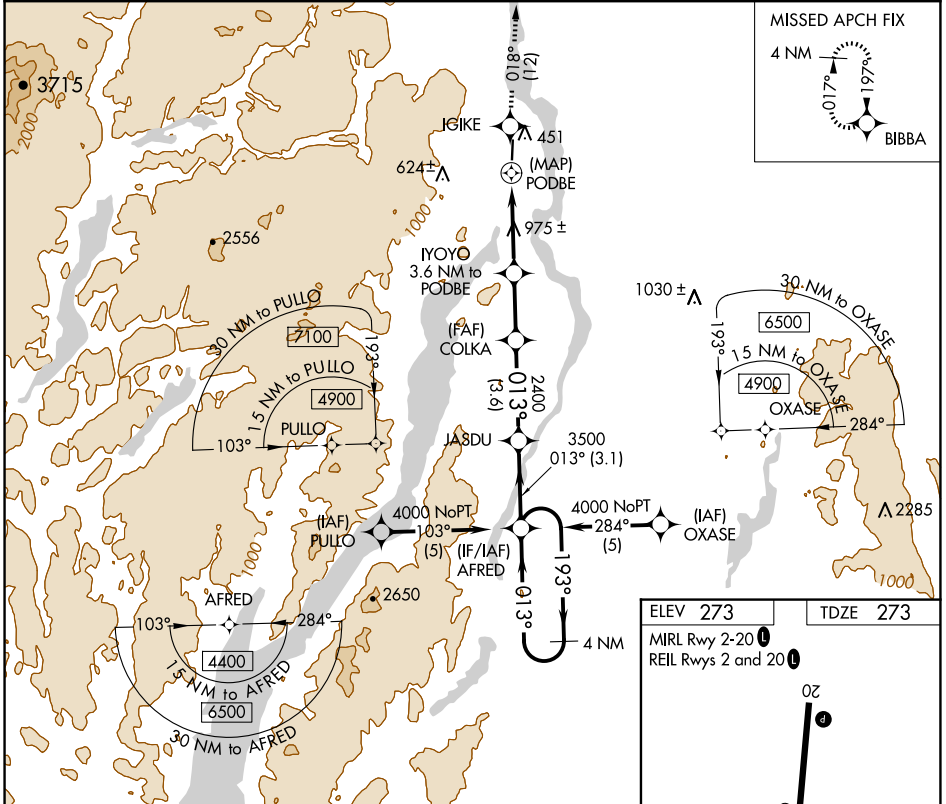 MISSED APCH FIX
4 NM
017°
197°
BIBBA
3715
2000
018°
(12)
IGIKE
451
(MAP)
PODBE
624±
1000
975±
2556
IYOYO
3.6 NM to
PODBE
1030±
30 NM to PULLO
7100
193°
15 NM to PULLO
4900
PULLO
103°
(FAF)
COLKA
2400
013°
(3.6)
JASDU
3500
013° (3.1)
30 NM to OXASE
6500
193°
15 NM to OXASE
4900
OXASE
284°
(IAF)
PULLO
4000 NoPT
103°
(5)
(IF/IAF)
AFRED
4000 NoPT
284°
(5)
(IAF)
OXASE
2285
1000
1000
193°
013°
4 NM
2650
AFRED
103°
284°
4400
15 NM to AFRED
6500
30 NM to AFRED
ELEV 273
TDZE 273
MIRL Rwy 2-20 L
REIL Rwys 2 and 20 L
20
P